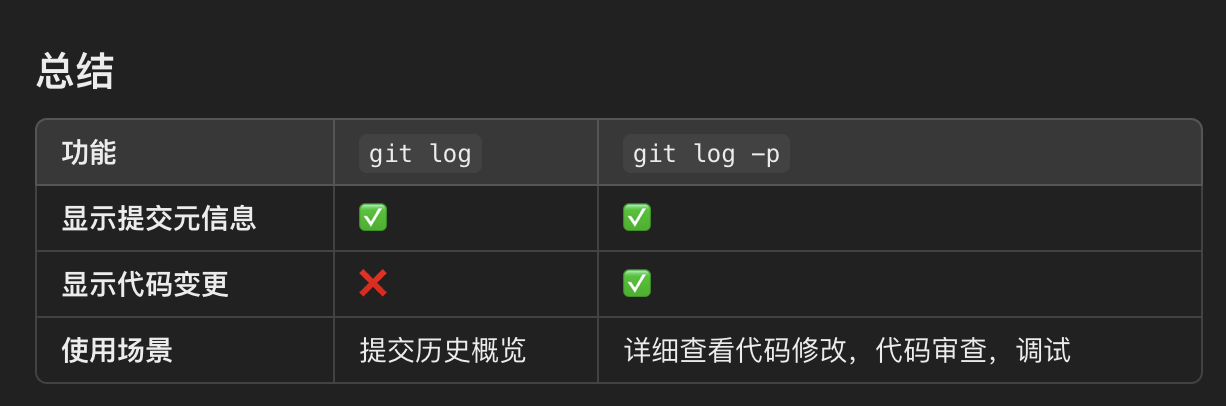 总结
功能 git log git log -p
显示提交元信息 ✅ ✅
显示代码变更 ❌ ✅
使用场景 提交历史概览 详细查看代码修改，代码审查，调试